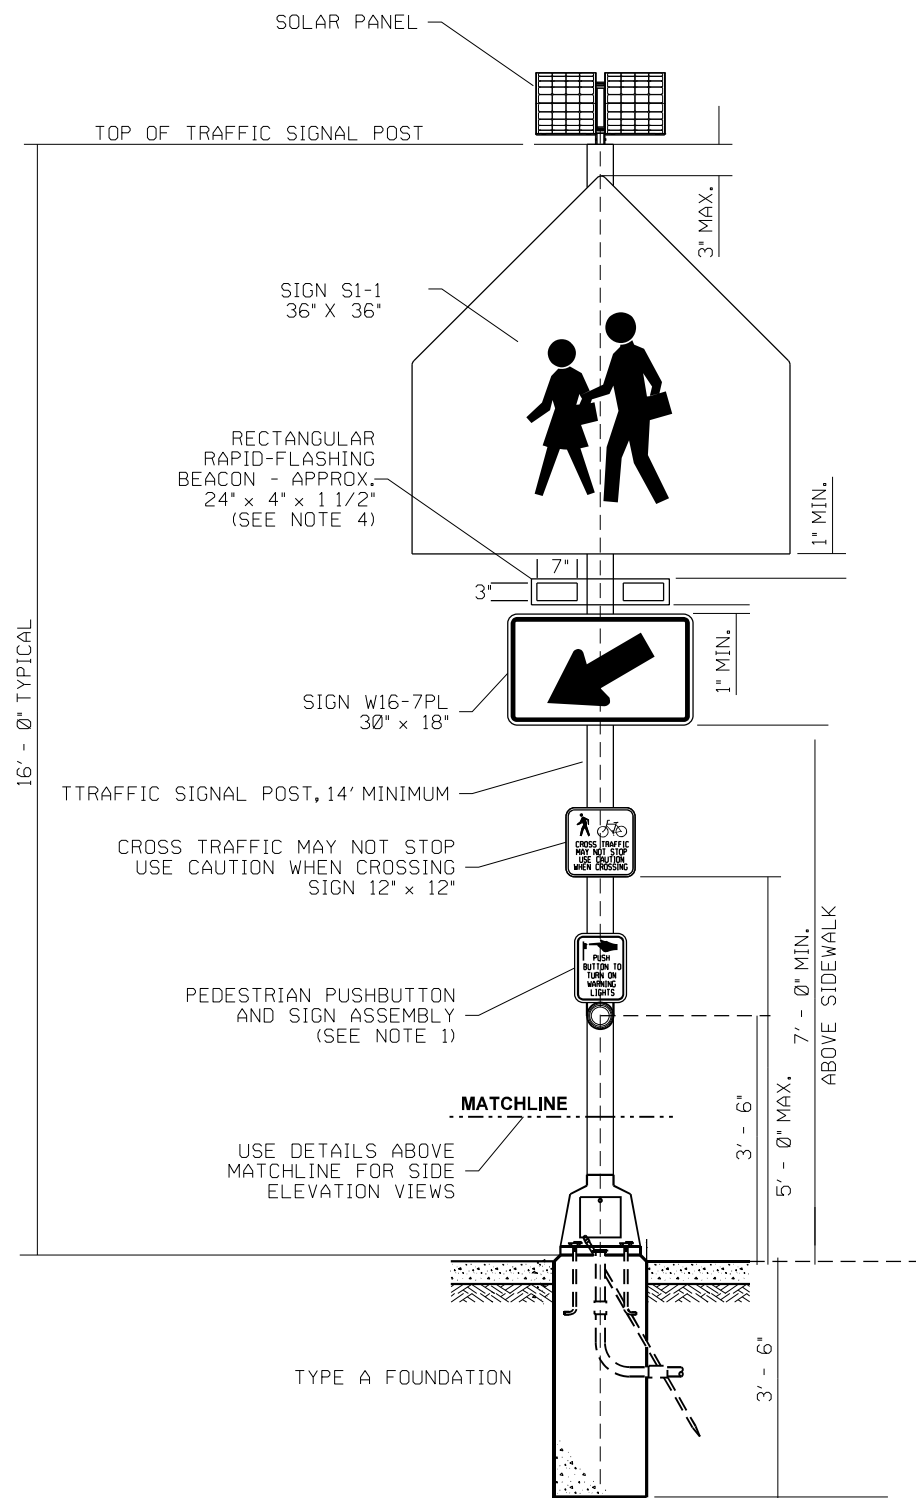 SOLAR PANEL
TOP OF TRAFFIC SIGNAL POST
3" MAX.
SIGN S1-1
36" X 36"
RECTANGULAR
RAPID-FLASHING
BEACON - APPROX.
24" x 4" x 1 1/2"
(SEE NOTE 4)
1" MIN.
7"
3"
16' - 0" TYPICAL
1" MIN.
SIGN W16-7PL
30" x 18"
TTRAFFIC SIGNAL POST, 14' MINIMUM
CROSS TRAFFIC MAY NOT STOP
USE CAUTION WHEN CROSSING
SIGN 12" x 12"
CROSS TRAFFIC
MAY NOT STOP
USE CAUTION
WHEN CROSSING
7' - 0" MIN.
ABOVE SIDEWALK
PUSH
BUTTON TO
TURN ON
WARNING
LIGHTS
PEDESTRIAN PUSHBUTTON
AND SIGN ASSEMBLY
(SEE NOTE 1)
MATCHLINE
3' - 6"
5' - 0" MAX.
USE DETAILS ABOVE
MATCHLINE FOR SIDE
ELEVATION VIEWS
TYPE A FOUNDATION
3' - 6"